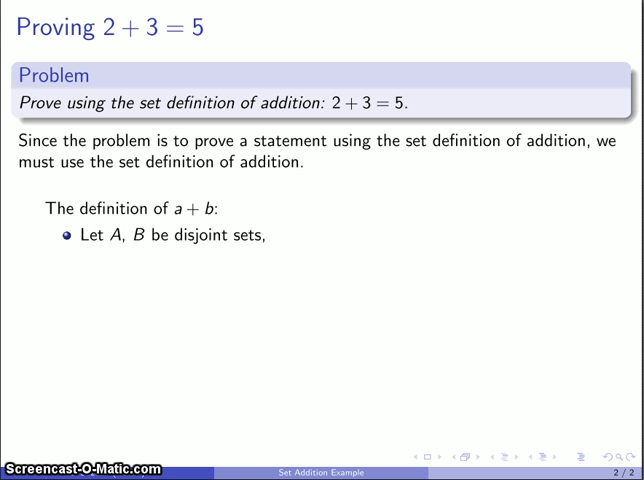 Proving 2 + 3 = 5
Problem
Prove using the set definition of addition: 2 + 3 = 5.
Since the problem is to prove a statement using the set definition of addition, we
must use the set definition of addition.
The definition of a + b:
Let A, B be disjoint sets,
Screencast-O-Matic.com
Set Addition Example
2 / 2